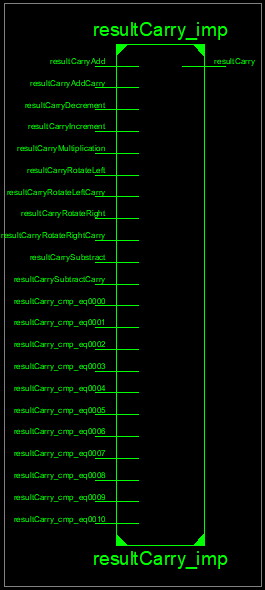 resultCarry_imp
resultCarryAdd
resultCarry
resultCarryAddCarry
resultCarryDecrement
resultCarryIncrement
resultCarryMultiplication
resultCarryRotateLeft
resultCarryRotateLeftCarry
resultCarryRotateRight
resultCarryRotateRightCarry
resultCarrySubstract
resultCarrySubtractCarry
resultCarry_cmp_eq0000
resultCarry_cmp_eq0001
resultCarry_cmp_eq0002
resultCarry_cmp_eq0003
resultCarry_cmp_eq0004
resultCarry_cmp_eq0005
resultCarry_cmp_eq0006
resultCarry_cmp_eq0007
resultCarry_cmp_eq0008
resultCarry_cmp_eq0009
resultCarry_cmp_eq0010
resultCarry_imp